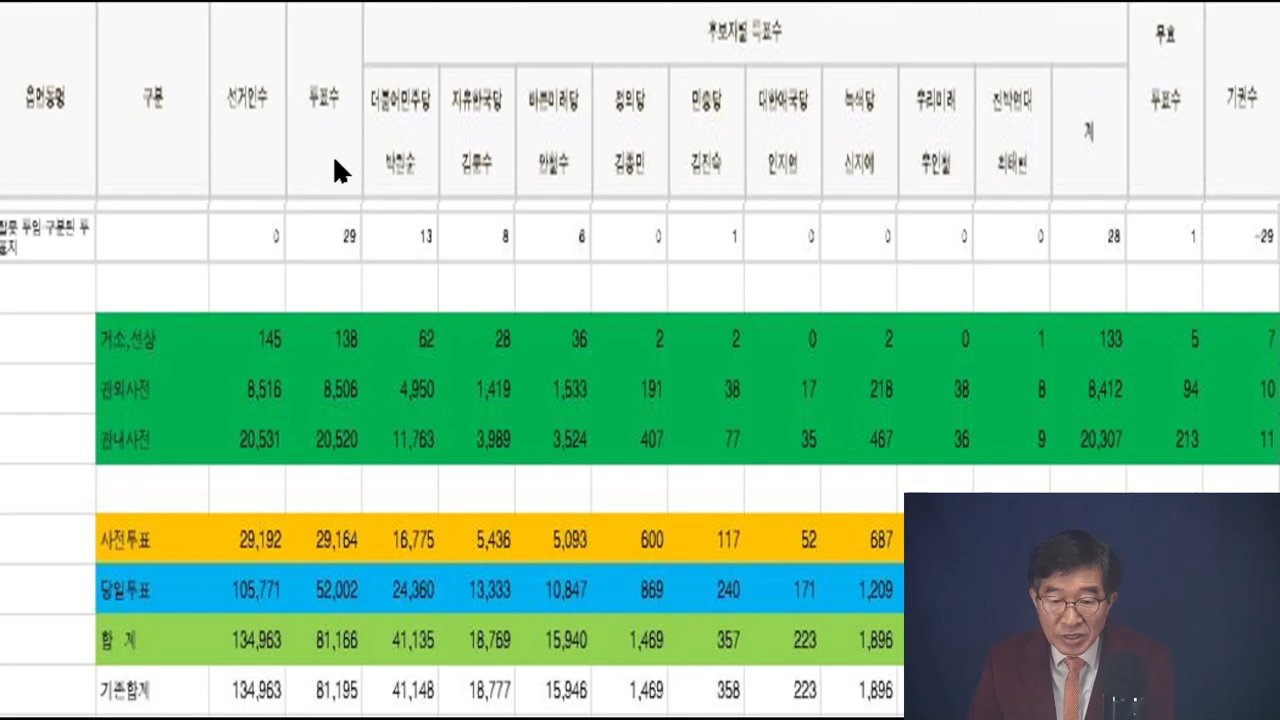 후보자별 득표수
무효
읍면동명 구분 선거인수 투표수 더불어민주당 자유한국당 바른미래당 정의당 민중당 대한애국당 녹색당 우리미래 친박연대 계 투표수 기권수
박원순 김문수 안철수 김종민 김진숙 인지연 신지예 우인철 최태현
잘못 투입·구분된 투표지 0 29 13 8 6 0 1 0 0 0 0 28 1 -29
거소,선상 145 138 62 28 36 2 2 0 2 0 1 133 5 7
관외사전 8,516 8,506 4,950 1,419 1,533 191 38 17 218 38 8 8,412 94 10
관내사전 20,531 20,520 11,763 3,989 3,524 407 77 35 467 36 9 20,307 213 11
사전투표 29,192 29,164 16,775 5,436 5,093 600 117 52 687
당일투표 105,771 52,002 24,360 13,333 10,847 869 240 171 1,209
합 계 134,963 81,166 41,135 18,769 15,940 1,469 357 223 1,896
기존합계 134,963 81,195 41,148 18,777 15,946 1,469 358 223 1,896